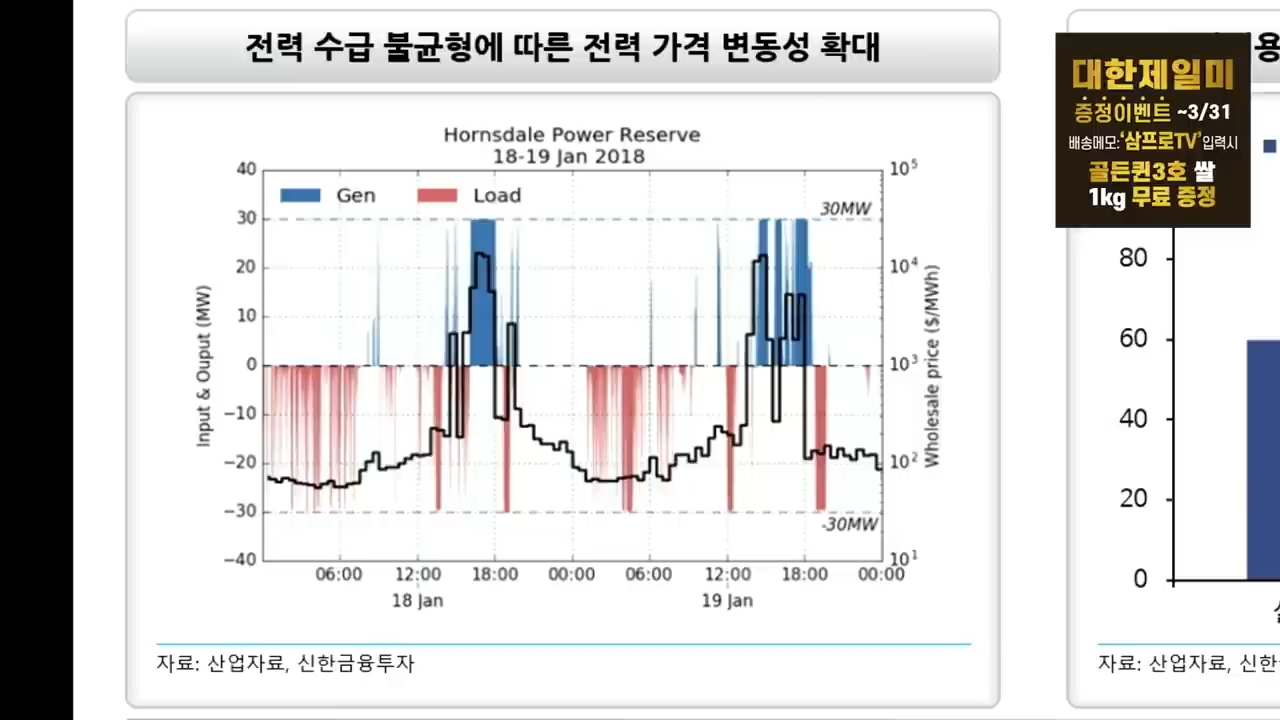 전력 수급 불균형에 따른 전력 가격 변동성 확대
Hornsdale Power Reserve
18-19 Jan 2018
Gen
Load
30MW
-30MW
Input & Ouput (MW)
40
30
20
10
0
−10
−20
−30
−40
Wholesale price ($/MWh)
10⁵
10⁴
10³
10²
10¹
06:00
12:00
18:00
00:00
06:00
12:00
18:00
00:00
18 Jan
19 Jan
자료: 산업자료, 신한금융투자
용
대한제일미
증정이벤트 ~3/31
배송메모:'삼프로TV'입력시
골든퀸3호 쌀
1kg 무료 증정
80
60
40
20
0
자료: 산업자료, 신한